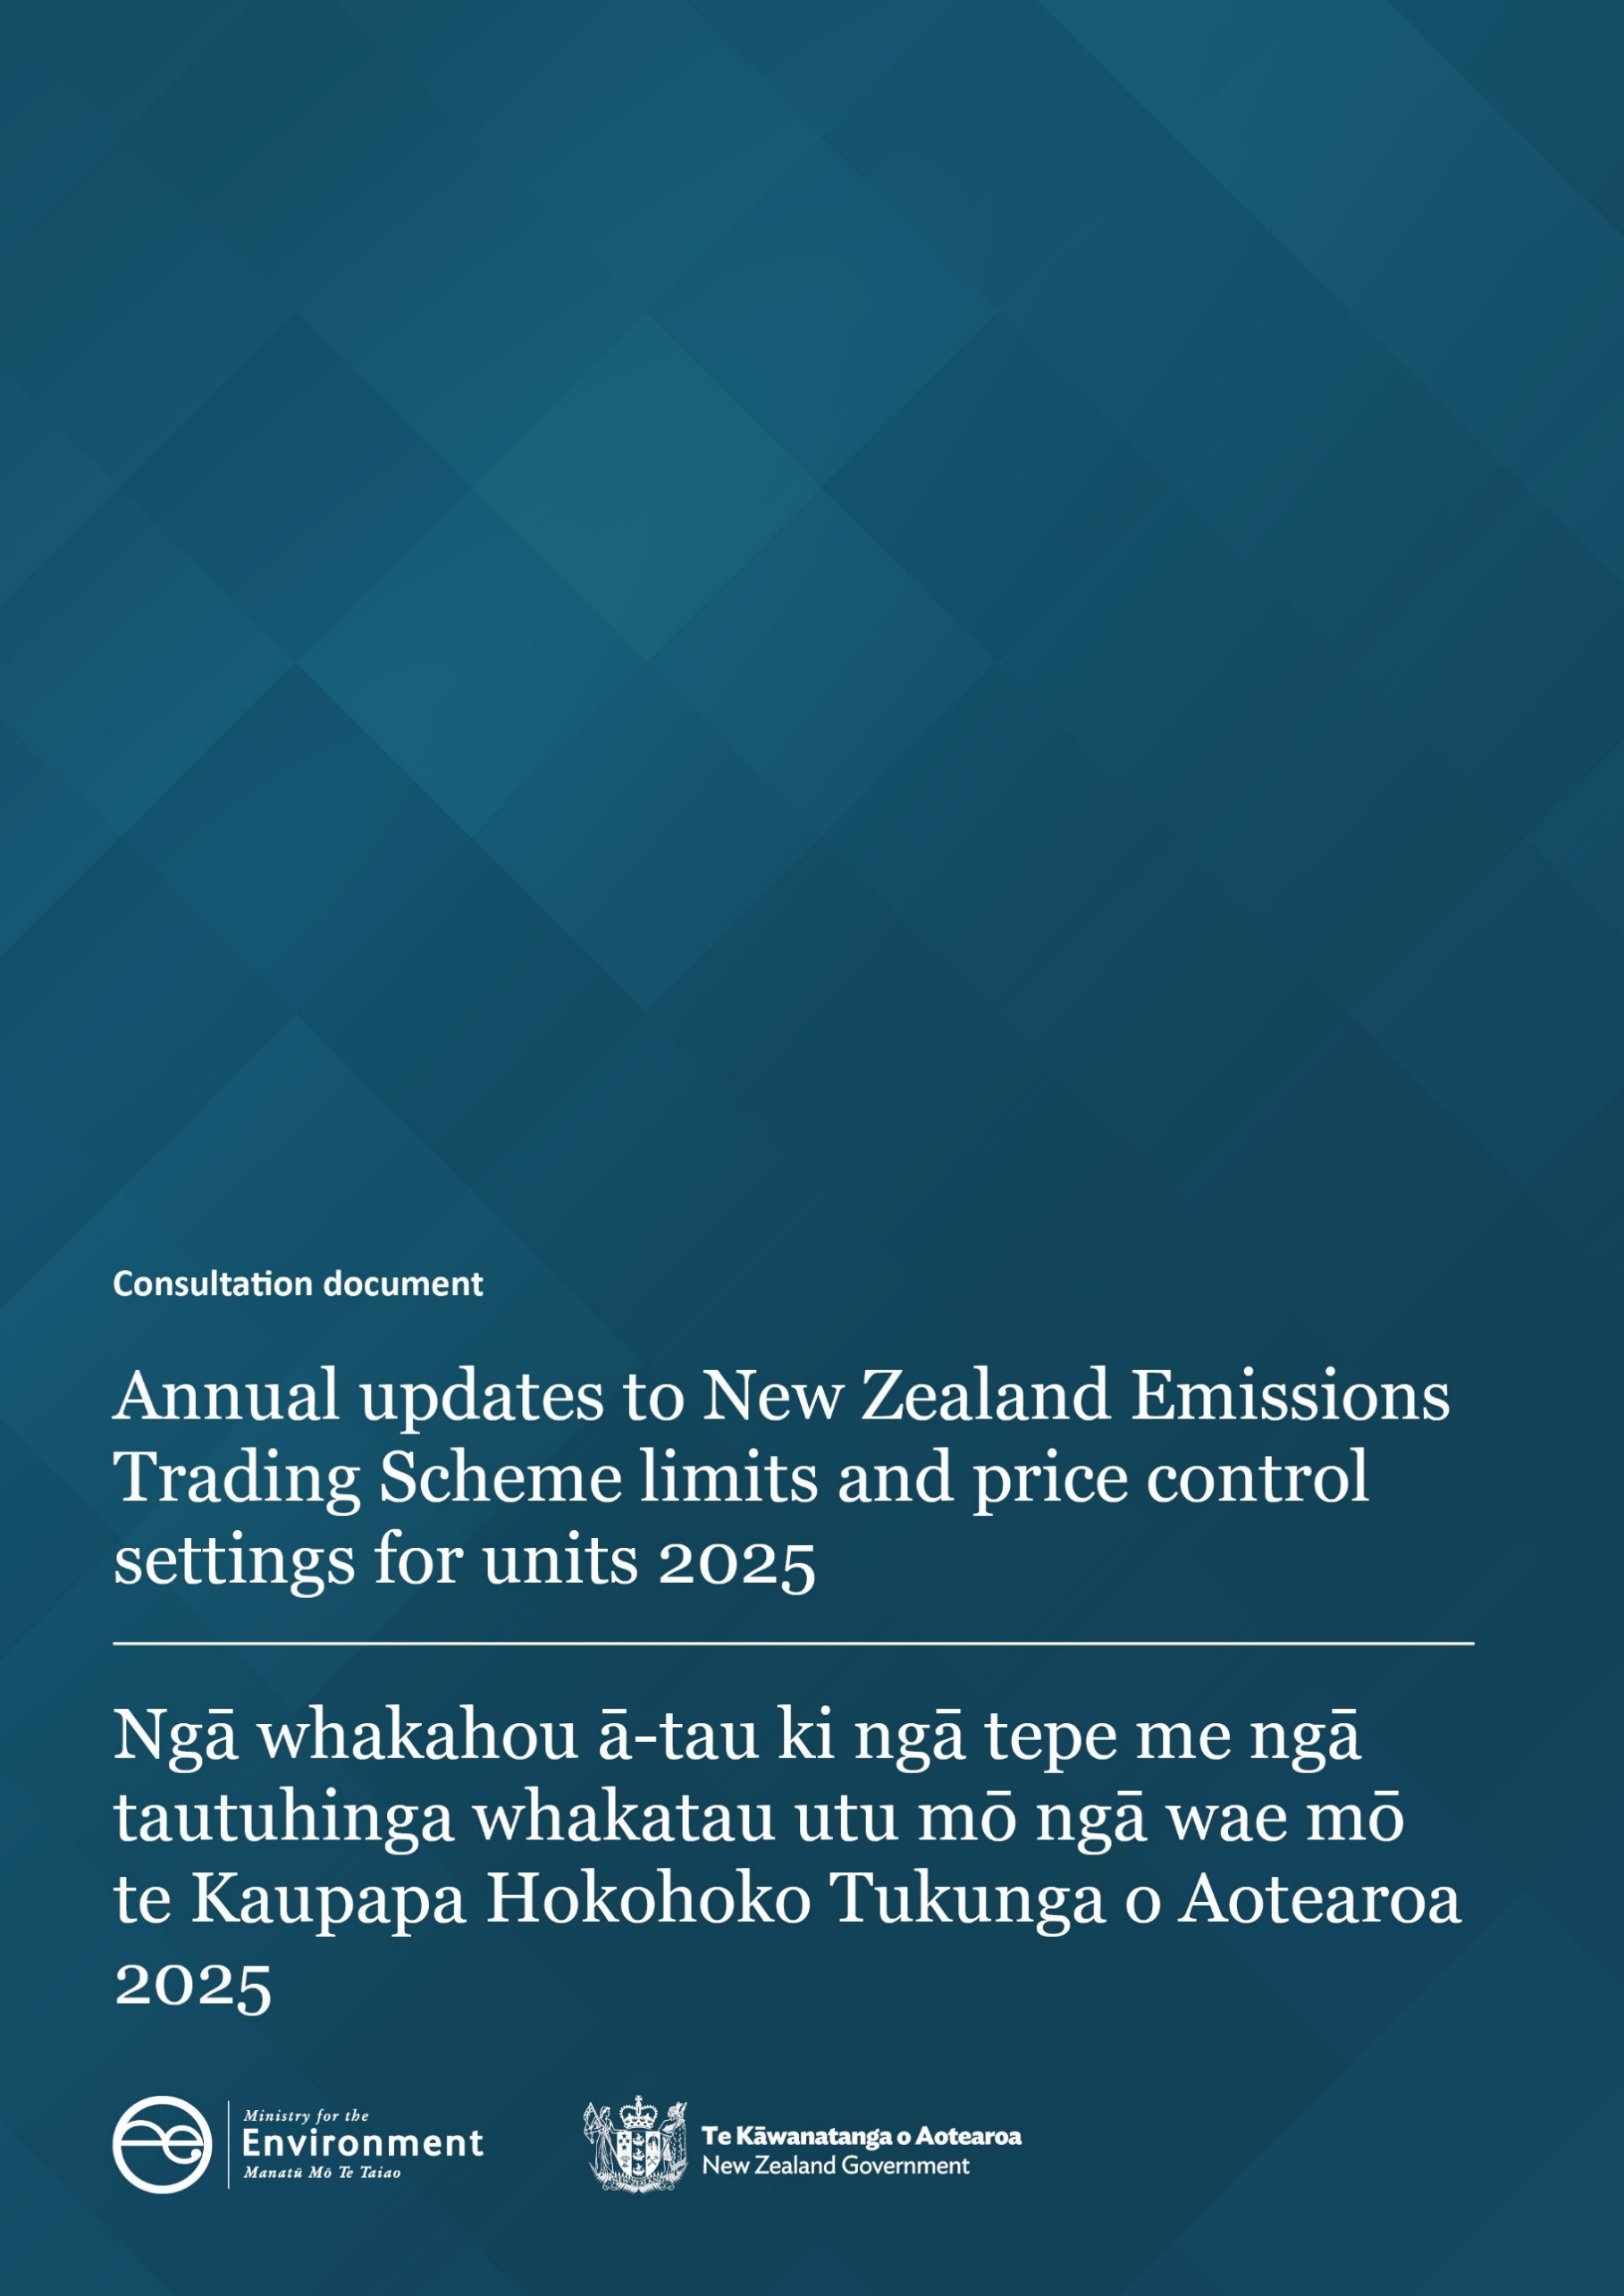 Consultation document
Annual updates to New Zealand Emissions
Trading Scheme limits and price control
settings for units 2025
Ngā whakahou ā-tau ki ngā tepe me ngā
tautuhinga whakatau utu mō ngā wae mō
te Kaupapa Hokohoko Tukunga o Aotearoa
2025
Ministry for the
Environment
Manatū Mō Te Taiao
Te Kāwanatanga o Aotearoa
New Zealand Government